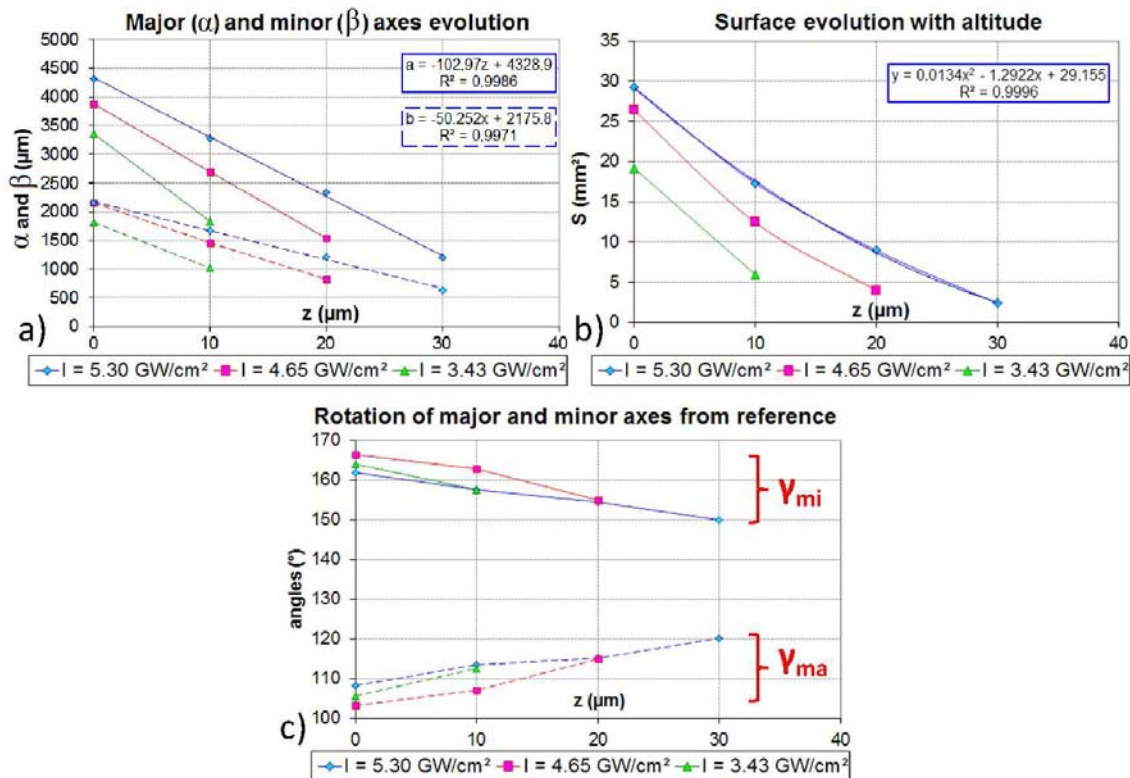 Major (α) and minor (β) axes evolution
5000
4500
4000
3500
3000
2500
2000
1500
1000
500
0
α and β (µm)
a = -102.97z + 4328.9
R² = 0.9986
b = -50.252x + 2175.8
R² = 0.9971
z (µm)
0 10 20 30 40
a)
I = 5.30 GW/cm² I = 4.65 GW/cm² I = 3.43 GW/cm²
Surface evolution with altitude
35
30
25
20
15
10
5
0
S (mm²)
y = 0.0134x² - 1.2922x + 29.155
R² = 0.9996
z (µm)
0 10 20 30 40
b)
I = 5.30 GW/cm² I = 4.65 GW/cm² I = 3.43 GW/cm²
Rotation of major and minor axes from reference
170
160
150
140
130
120
110
100
angles (°)
γmi
γma
z (µm)
0 10 20 30 40
c)
I = 5.30 GW/cm² I = 4.65 GW/cm² I = 3.43 GW/cm²